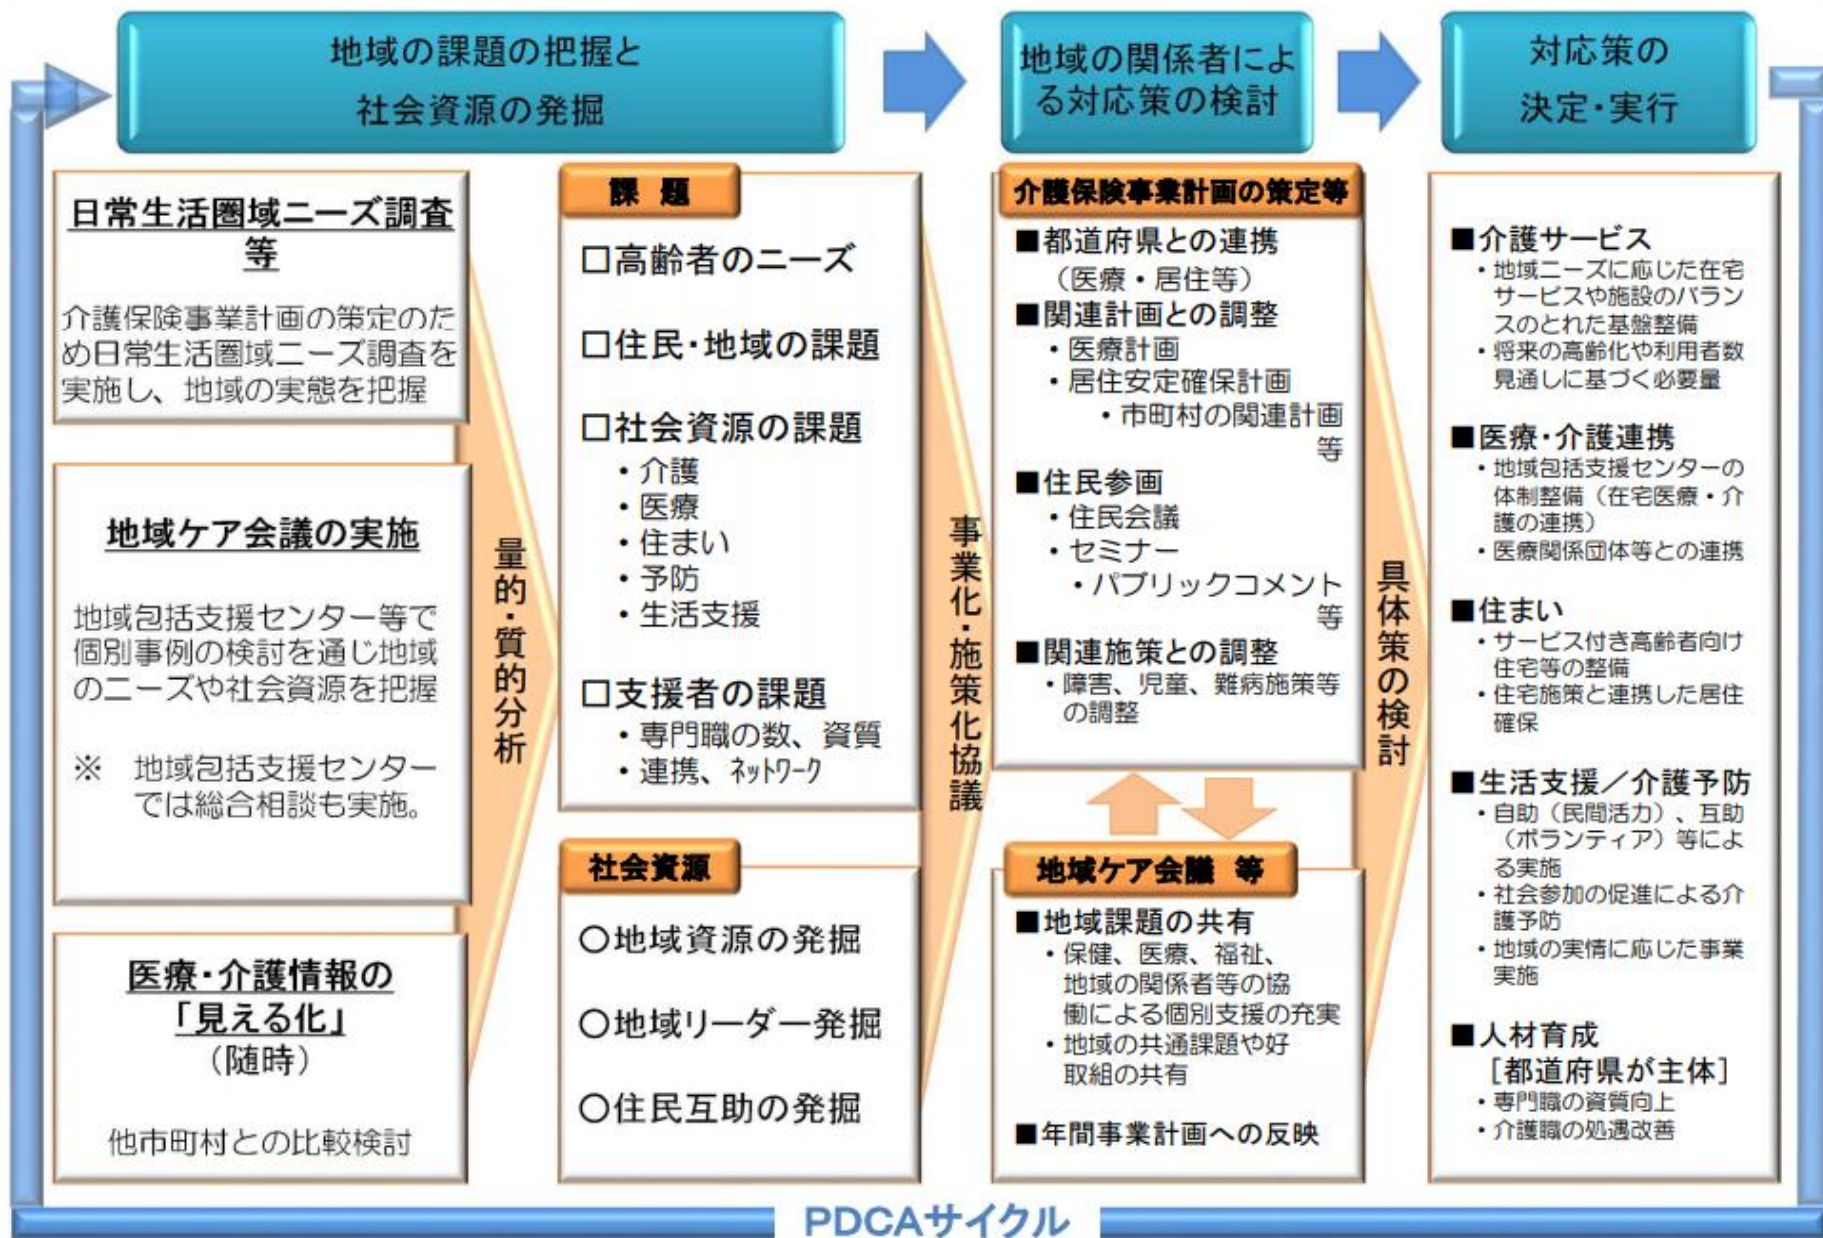 地域の課題の把握と
社会資源の発掘
地域の関係者によ
る対応策の検討
対応策の
決定・実行
日常生活圏域ニーズ調査
等
介護保険事業計画の策定のた
め日常生活圏域ニーズ調査を
実施し、地域の実態を把握
地域ケア会議の実施
地域包括支援センター等で
個別事例の検討を通じ地域
のニーズや社会資源を把握
※ 地域包括支援センター
では総合相談も実施。
医療・介護情報の
「見える化」
（随時）
他市町村との比較検討
量的・質的分析
課 題
□高齢者のニーズ
□住民・地域の課題
□社会資源の課題
・介護
・医療
・住まい
・予防
・生活支援
□支援者の課題
・専門職の数、資質
・連携、ﾈｯﾄﾜｰｸ
社会資源
○地域資源の発掘
○地域リーダー発掘
○住民互助の発掘
事業化・施策化協議
介護保険事業計画の策定等
■都道府県との連携
（医療・居住等）
■関連計画との調整
・医療計画
・居住安定確保計画
・市町村の関連計画
等
■住民参画
・住民会議
・セミナー
・パブリックコメント
等
■関連施策との調整
・障害、児童、難病施策等
の調整
地域ケア会議 等
■地域課題の共有
・保健、医療、福祉、
地域の関係者等の協
働による個別支援の充実
・地域の共通課題や好
取組の共有
■年間事業計画への反映
具体策の検討
■介護サービス
・地域ニーズに応じた在宅
サービスや施設のバラン
スのとれた基盤整備
・将来の高齢化や利用者数
見通しに基づく必要量
■医療・介護連携
・地域包括支援センターの
体制整備（在宅医療・介
護の連携）
・医療関係団体等との連携
■住まい
・サービス付き高齢者向け
住宅等の整備
・住宅施策と連携した居住
確保
■生活支援／介護予防
・自助（民間活力）、互助
（ボランティア）等によ
る実施
・社会参加の促進による介
護予防
・地域の実情に応じた事業
実施
■人材育成
［都道府県が主体］
・専門職の資質向上
・介護職の処遇改善
PDCAサイクル